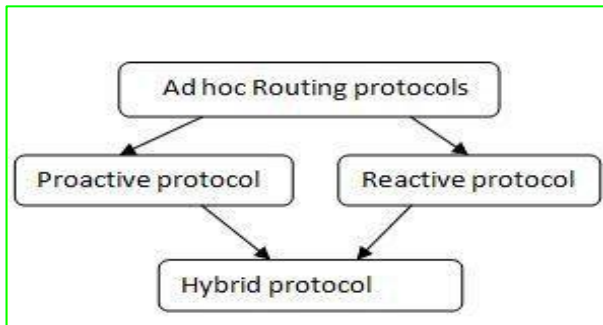 Ad hoc Routing protocols
Proactive protocol
Reactive protocol
Hybrid protocol